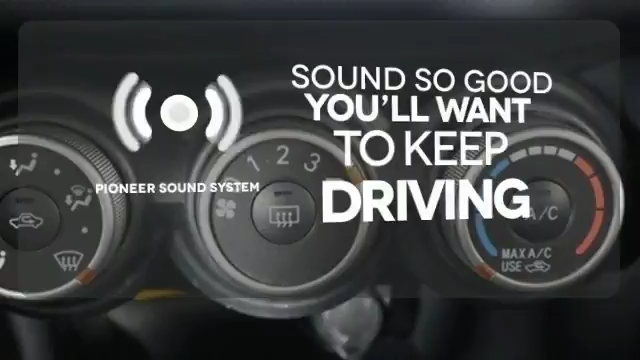 SOUND SO GOOD
YOU'LL WANT
TO KEEP
DRIVING
PIONEER SOUND SYSTEM
1 2 3
A/C
MAX A/C
USE